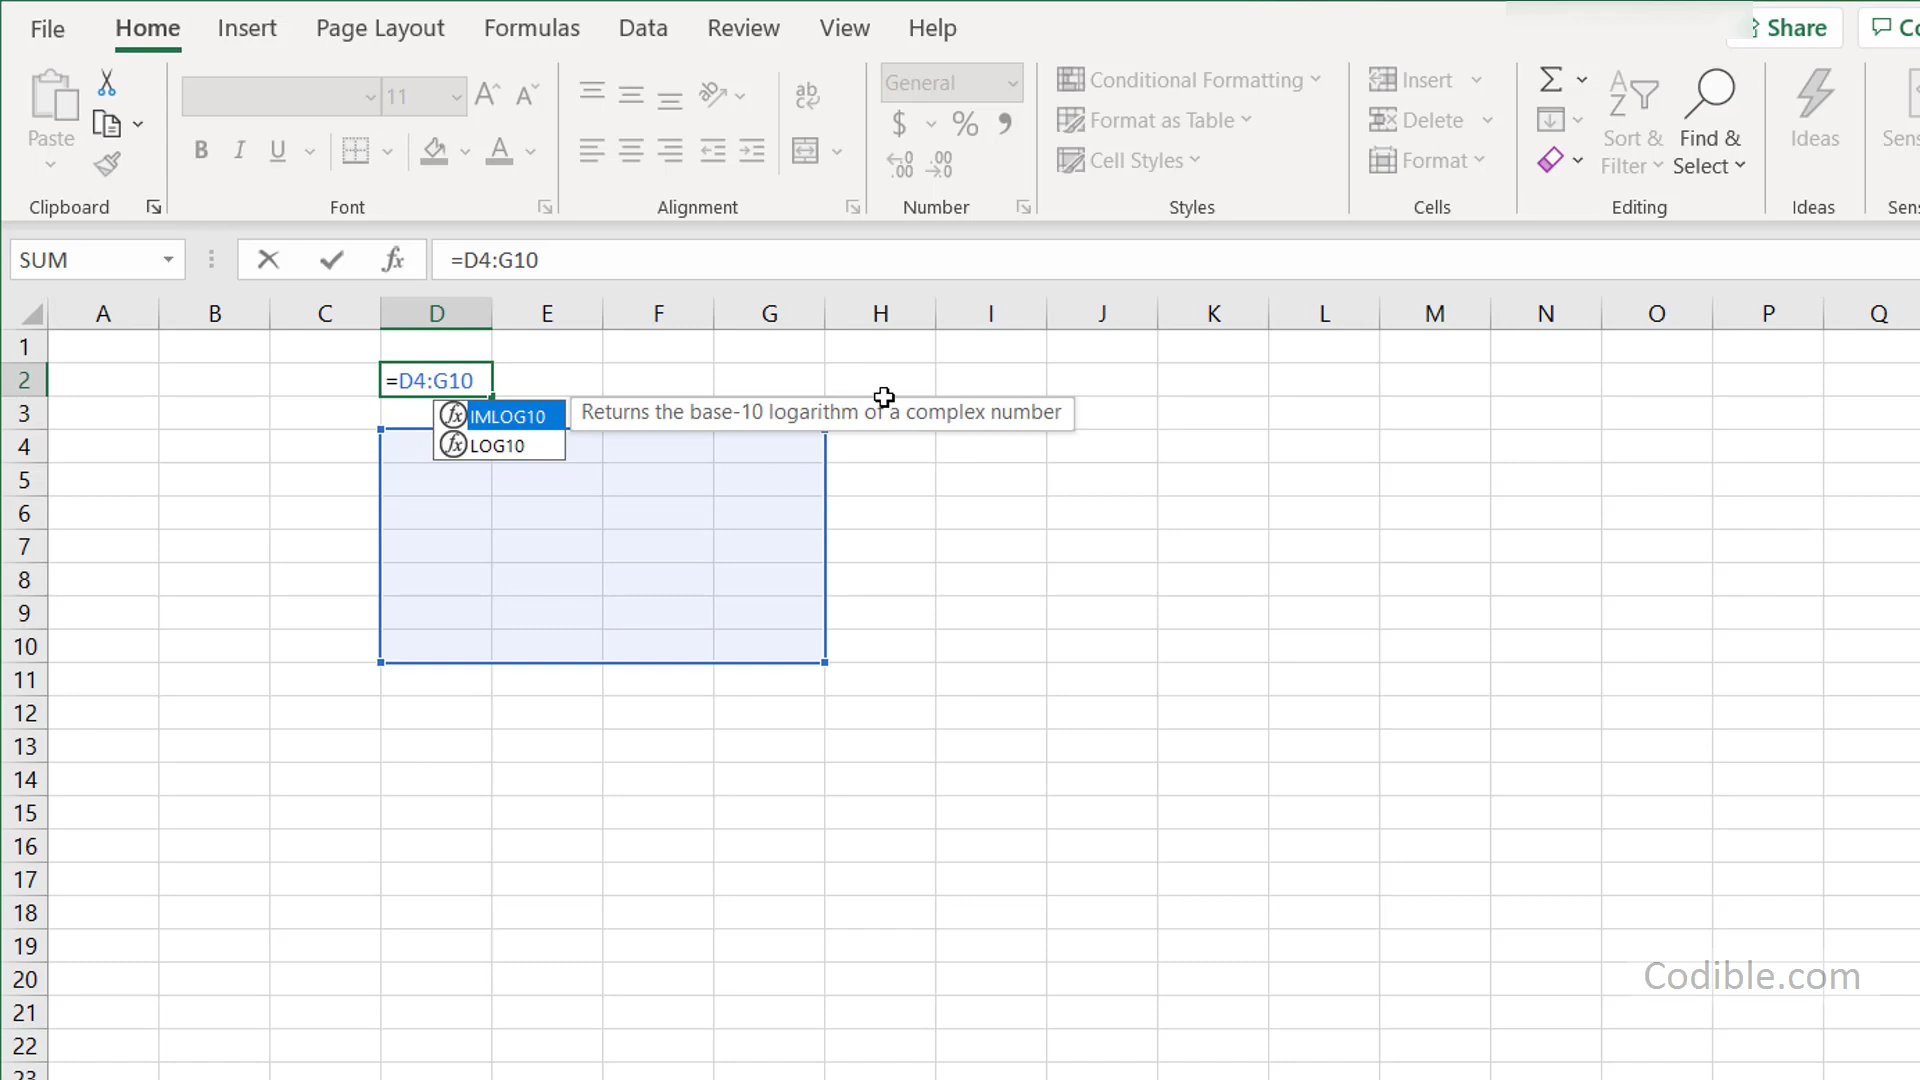 File Home Insert Page Layout Formulas Data Review View Help Share
Paste 11 General Conditional Formatting Insert
B I U $ % Format as Table Delete Sort & Find & Ideas
Cell Styles Format Filter Select
Clipboard Font Alignment Number Styles Cells Editing Ideas
SUM fx =D4:G10
A B C D E F G H I J K L M N O P Q
1
2 =D4:G10
3 IMLOG10 Returns the base-10 logarithm of a complex number
4 LOG10
5
6
7
8
9
10
11
12
13
14
15
16
17
18
19
20 Codible.com
21
22
23